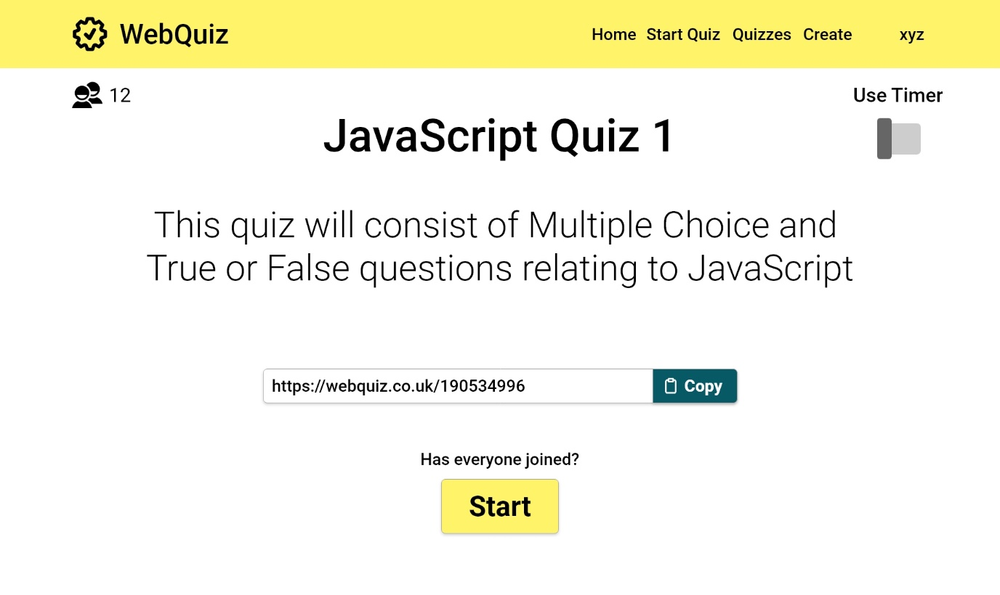 WebQuiz
Home Start Quiz Quizzes Create xyz
12
Use Timer
JavaScript Quiz 1
This quiz will consist of Multiple Choice and
True or False questions relating to JavaScript
https://webquiz.co.uk/190534996
Copy
Has everyone joined?
Start